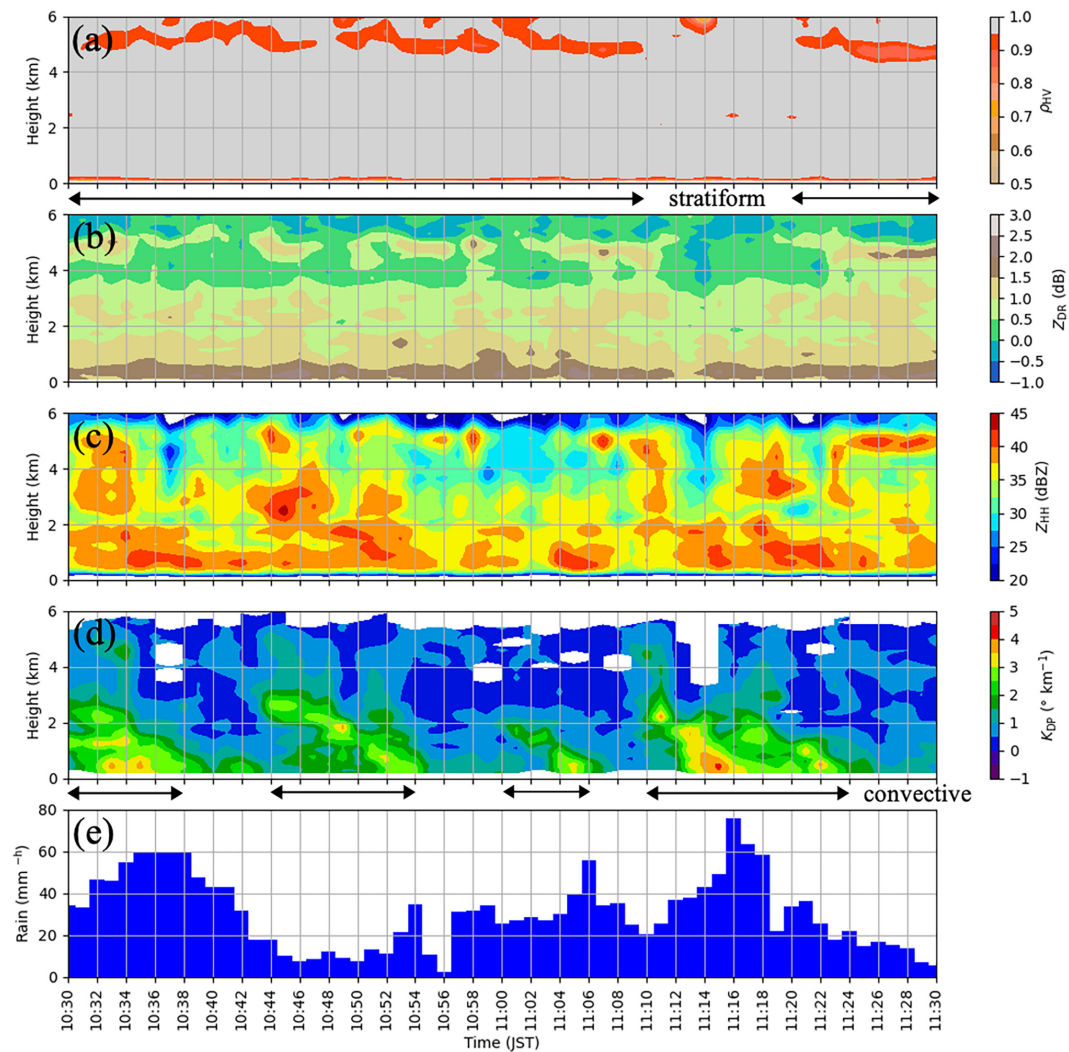 (a)
Height (km)
6
4
2
0
1.0
0.9
0.8
0.7
0.6
0.5
ρHV
stratiform
(b)
Height (km)
6
4
2
0
3.0
2.5
2.0
1.5
1.0
0.5
0.0
−0.5
−1.0
ZDR (dB)
(c)
Height (km)
6
4
2
0
45
40
35
30
25
20
ZHH (dBZ)
(d)
Height (km)
6
4
2
0
5
4
3
2
1
0
−1
KDP (° km−1)
convective
(e)
Rain (mm −h)
80
60
40
20
0
10:30 10:32 10:34 10:36 10:38 10:40 10:42 10:44 10:46 10:48 10:50 10:52 10:54 10:56 10:58 11:00 11:02 11:04 11:06 11:08 11:10 11:12 11:14 11:16 11:18 11:20 11:22 11:24 11:26 11:28 11:30
Time (JST)